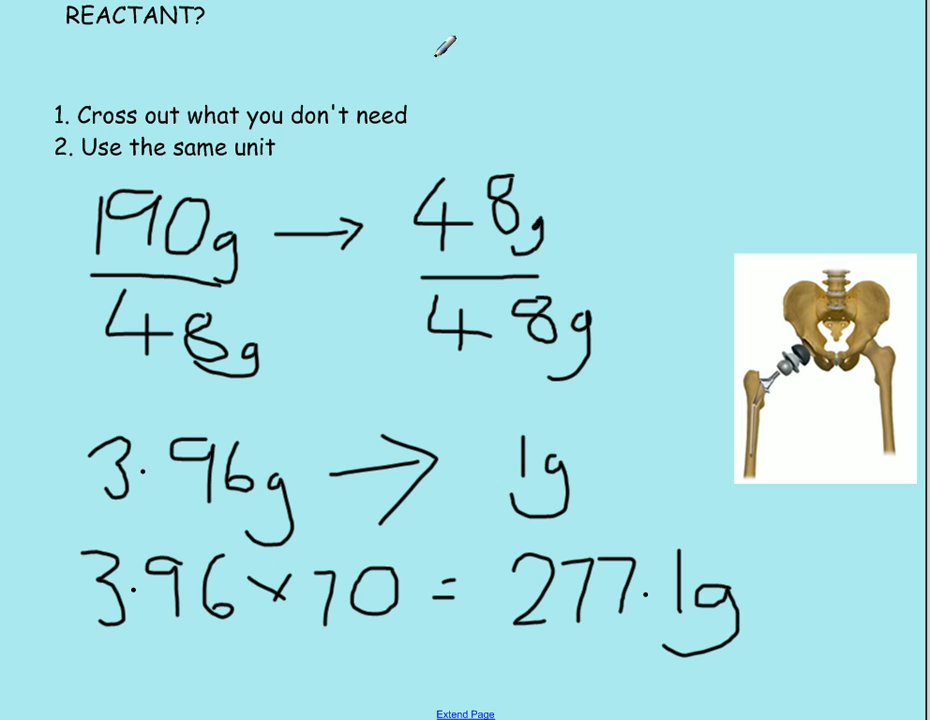 REACTANT?
1. Cross out what you don't need
2. Use the same unit
190g → 48g
48g 48g
3.96g → 1g
3.96 × 70 = 277.1g
Extend Page